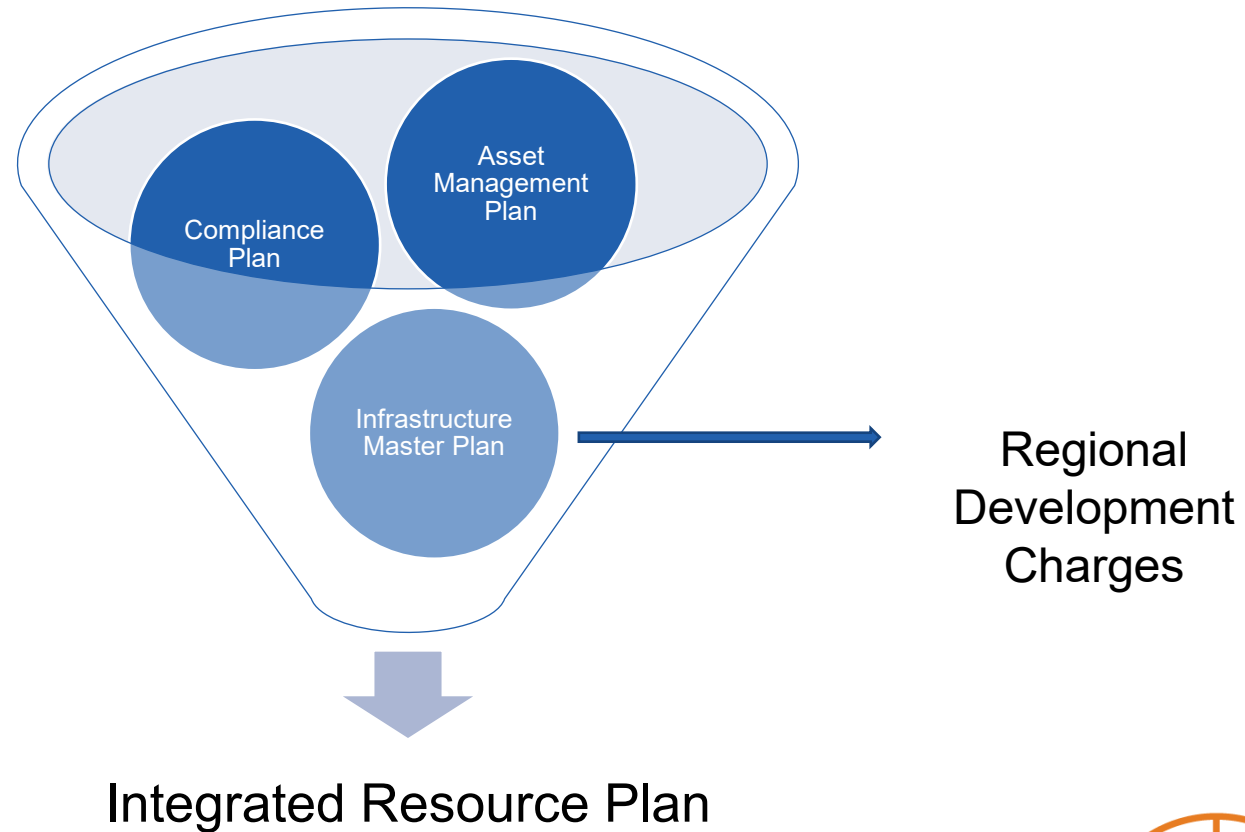 Asset
Management
Plan
Compliance
Plan
Infrastructure
Master Plan
Regional
Development
Charges
Integrated Resource Plan